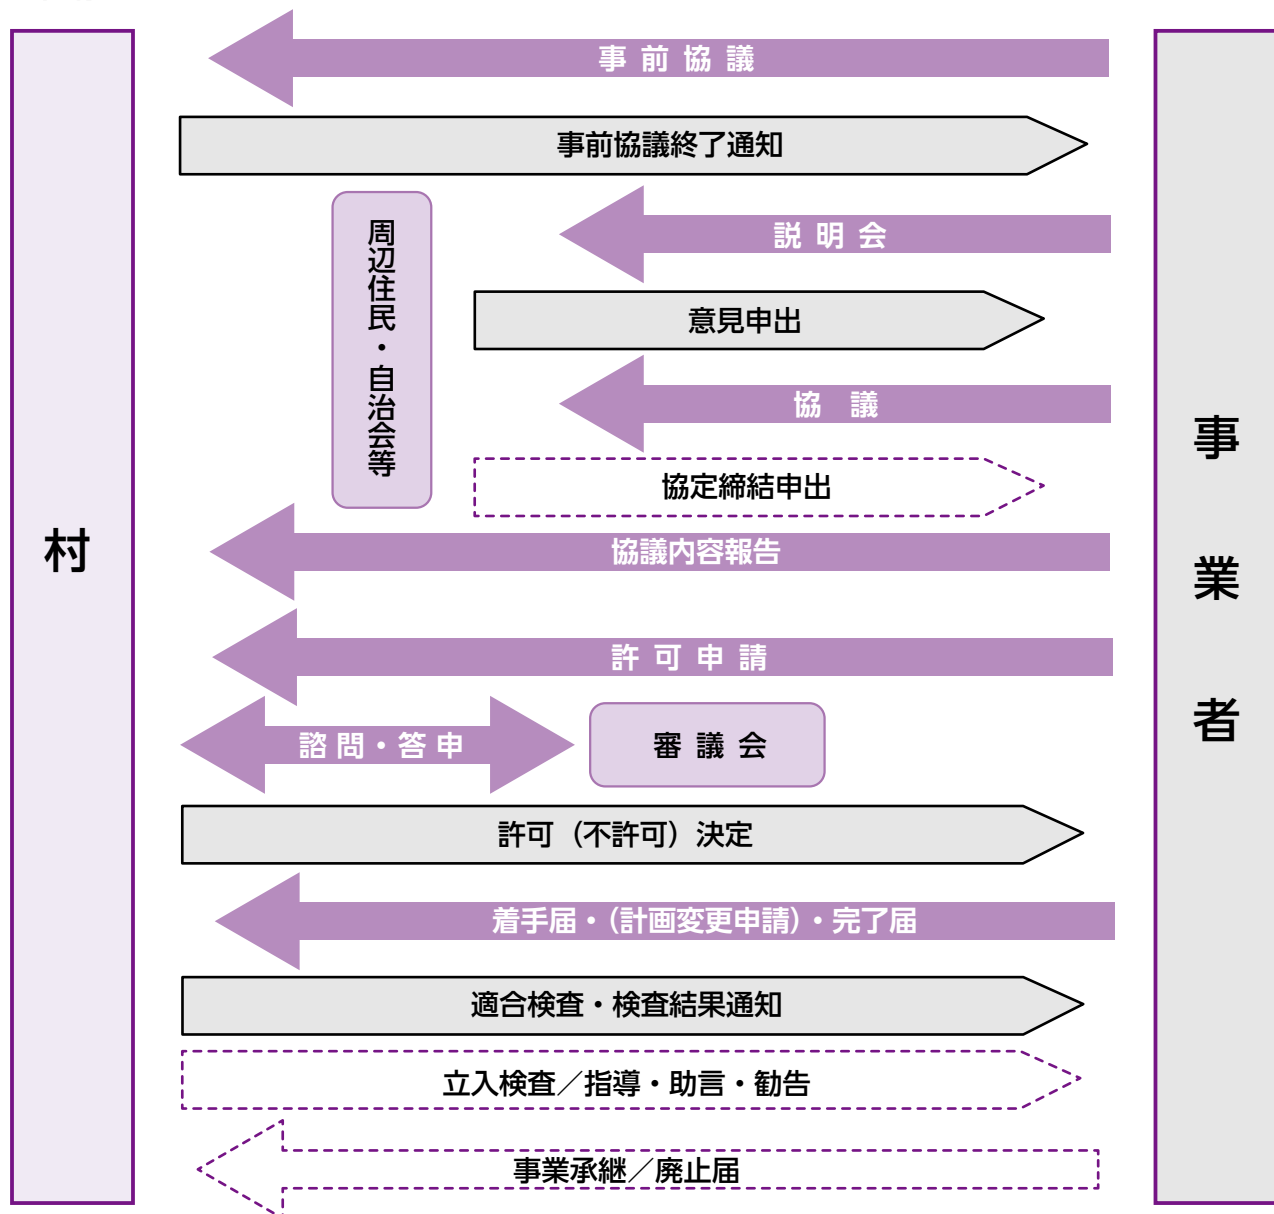 村
事業者
事前協議
事前協議終了通知
周辺住民・自治会等
説明会
意見申出
協議
協定締結申出
協議内容報告
許可申請
諮問・答申
審議会
許可（不許可）決定
着手届・（計画変更申請）・完了届
適合検査・検査結果通知
立入検査／指導・助言・勧告
事業承継／廃止届